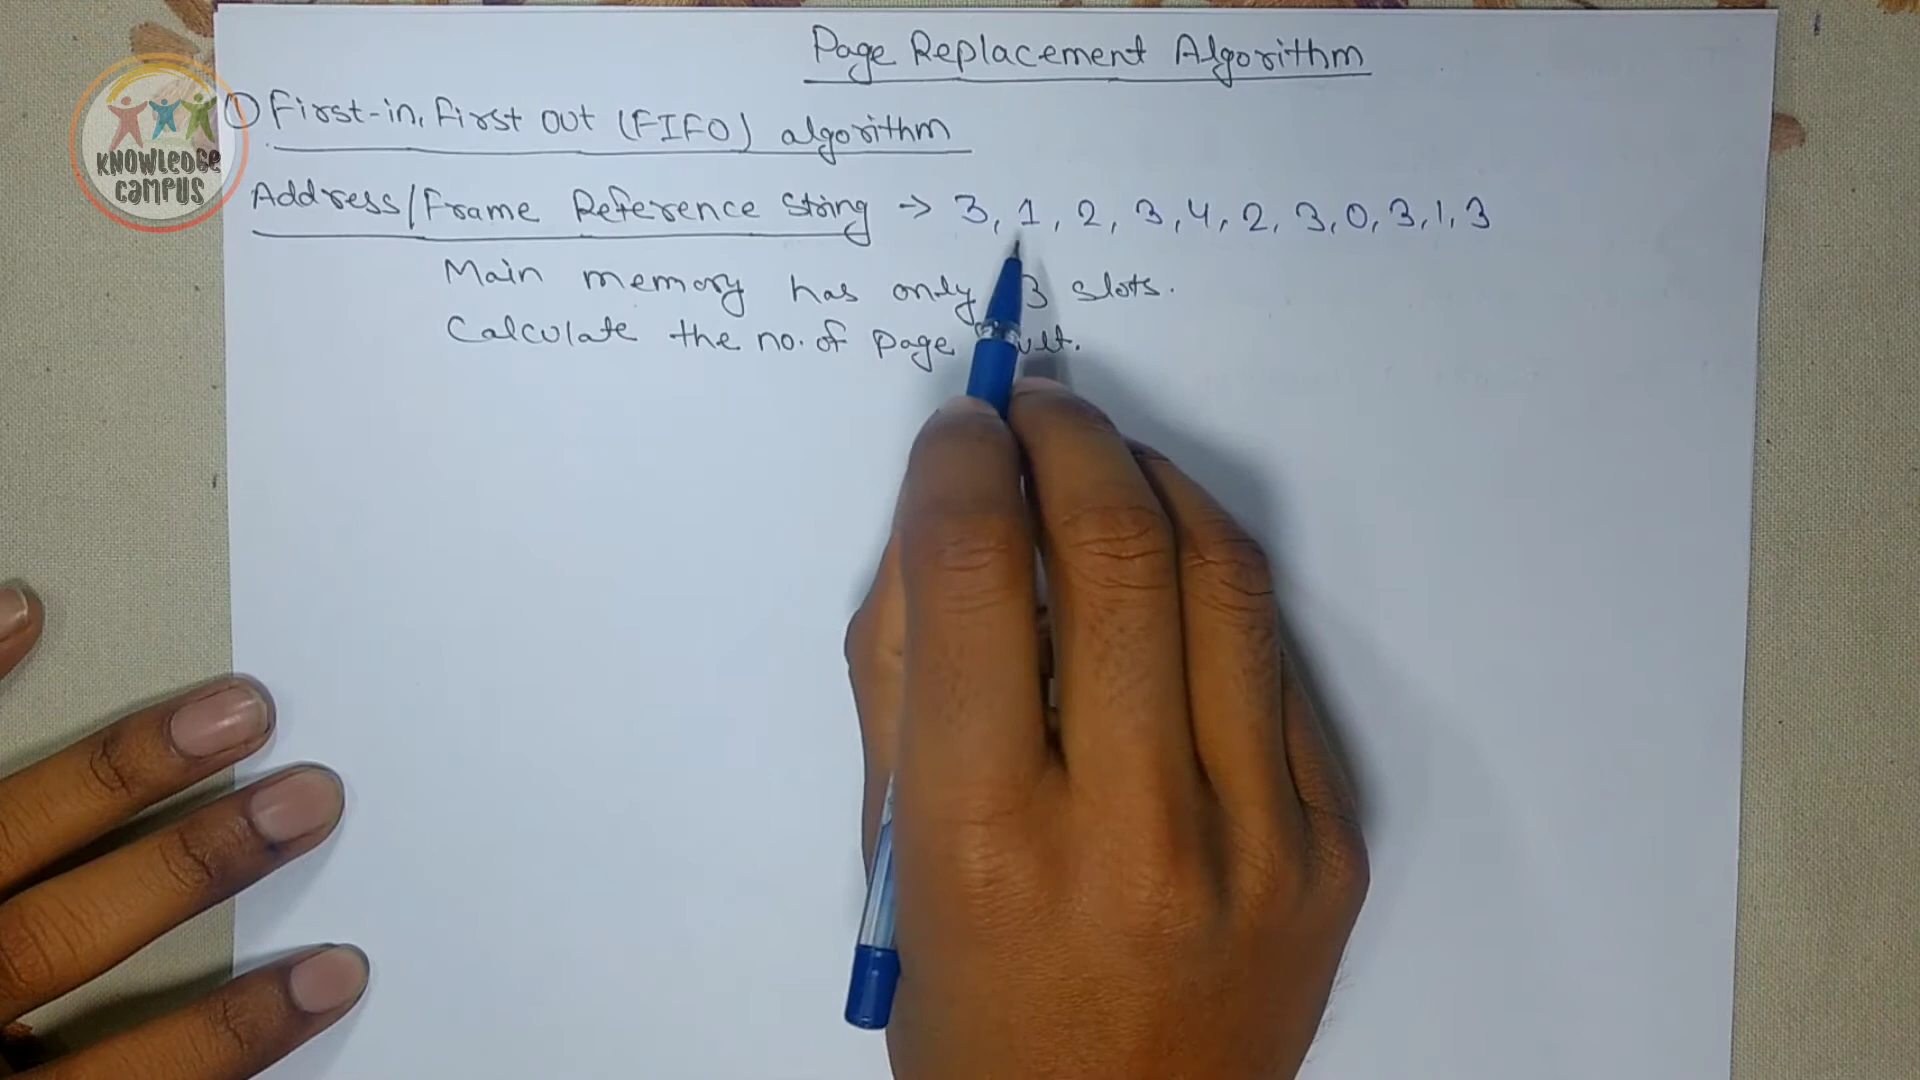 Page Replacement Algorithm
① First-in, First Out (FIFO) algorithm
KNOWLEDGE
CAMPUS
Address/Frame Reference String → 3, 1, 2, 3, 4, 2, 3, 0, 3, 1, 3
Main memory has only 3 slots.
Calculate the no. of page